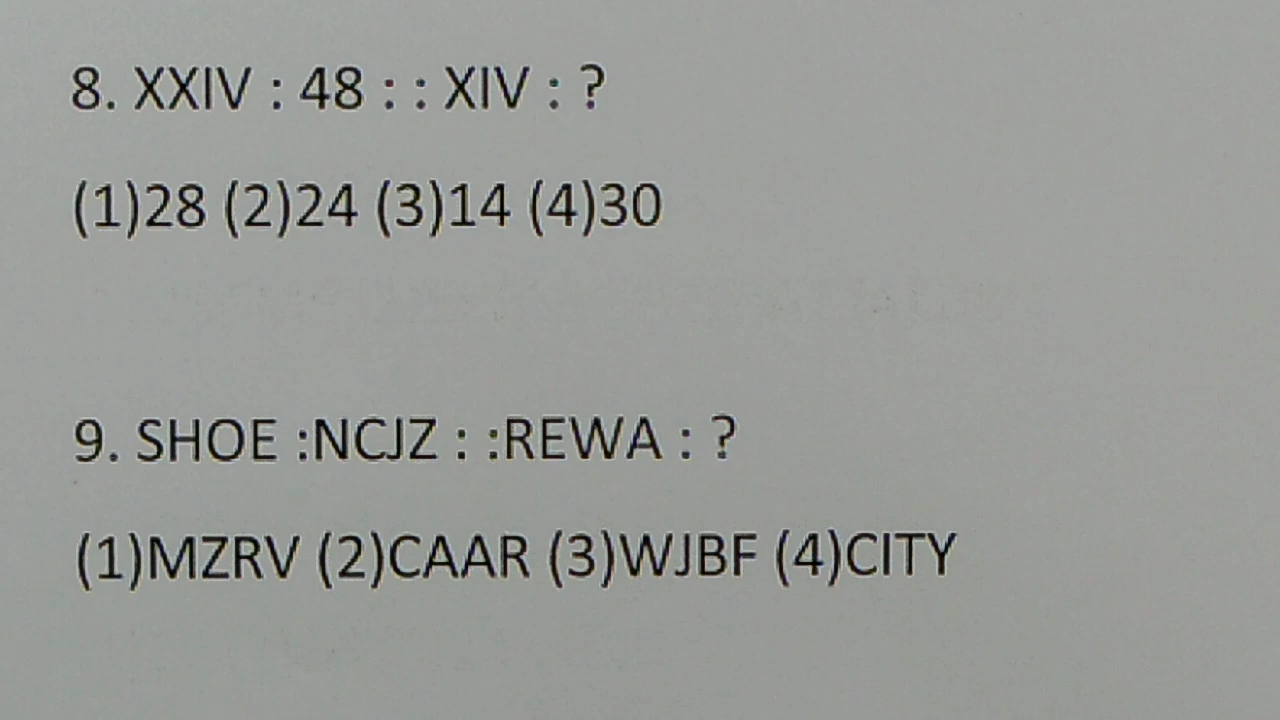 8. XXIV : 48 : : XIV : ?
(1)28 (2)24 (3)14 (4)30
9. SHOE :NCJZ : :REWA : ?
(1)MZRV (2)CAAR (3)WJBF (4)CITY